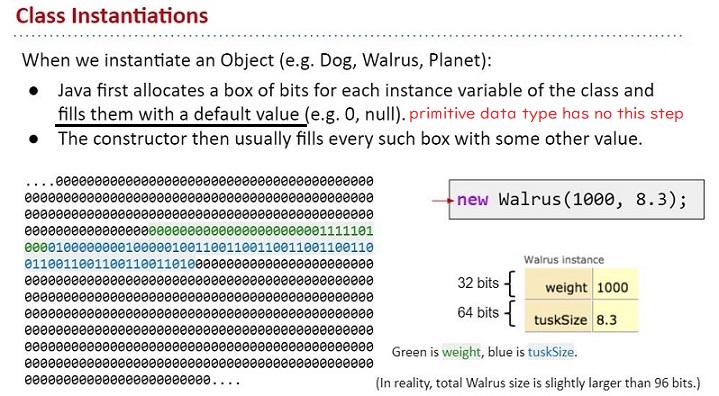 Class Instantiations
When we instantiate an Object (e.g. Dog, Walrus, Planet):
● Java first allocates a box of bits for each instance variable of the class and
fills them with a default value (e.g. 0, null). primitive data type has no this step
● The constructor then usually fills every such box with some other value.
....00000000000000000000000000000000000000000
000000000000000000000000000000000000000000000
000000000000000000000000000000000000000000000
000000000000000000000000000000000000001111101
000010000000010000010011001100110011001100110
011001100110011001101000000000000000000000000
000000000000000000000000000000000000000000000
000000000000000000000000000000000000000000000
000000000000000000000000000000000000000000000
000000000000000000000000000000000000000000000
000000000000000000000000000000000000000000000
000000000000000000000000000000000000000000000
000000000000000000000000....
new Walrus(1000, 8.3);
Walrus instance
32 bits { weight 1000
64 bits { tuskSize 8.3
Green is weight, blue is tuskSize.
(In reality, total Walrus size is slightly larger than 96 bits.)